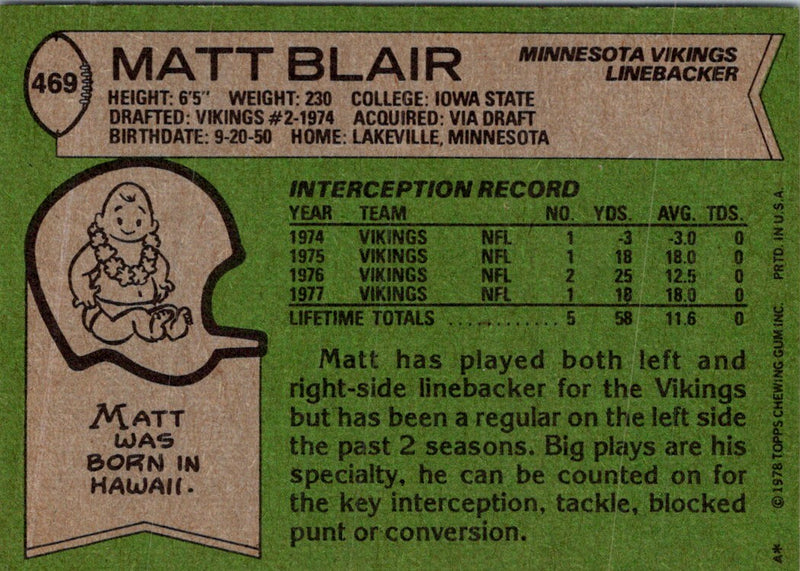 469
MATT BLAIR
MINNESOTA VIKINGS
LINEBACKER
HEIGHT: 6'5" WEIGHT: 230 COLLEGE: IOWA STATE
DRAFTED: VIKINGS #2-1974 ACQUIRED: VIA DRAFT
BIRTHDATE: 9-20-50 HOME: LAKEVILLE, MINNESOTA
INTERCEPTION RECORD
YEAR TEAM NO. YDS. AVG. TDS.
1974 VIKINGS NFL 1 -3 -3.0 0
1975 VIKINGS NFL 1 18 18.0 0
1976 VIKINGS NFL 2 25 12.5 0
1977 VIKINGS NFL 1 18 18.0 0
LIFETIME TOTALS ............ 5 58 11.6 0
Matt has played both left and
right-side linebacker for the Vikings
but has been a regular on the left side
the past 2 seasons. Big plays are his
specialty, he can be counted on for
the key interception, tackle, blocked
punt or conversion.
MATT
WAS
BORN IN
HAWAII.
A* © 1978 TOPPS CHEWING GUM INC. PRTD. IN U.S.A.